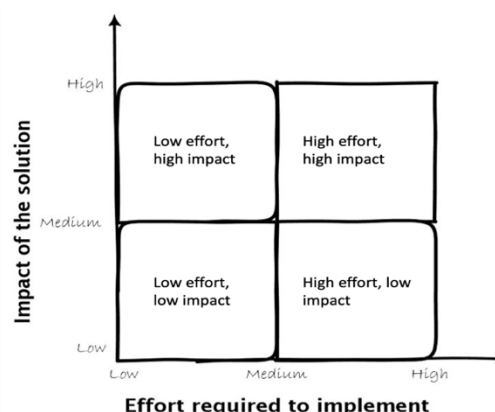 High
Low effort,
high impact
High effort,
high impact
Impact of the solution
Medium
Low effort,
low impact
High effort, low
impact
Low
Low
Medium
High
Effort required to implement